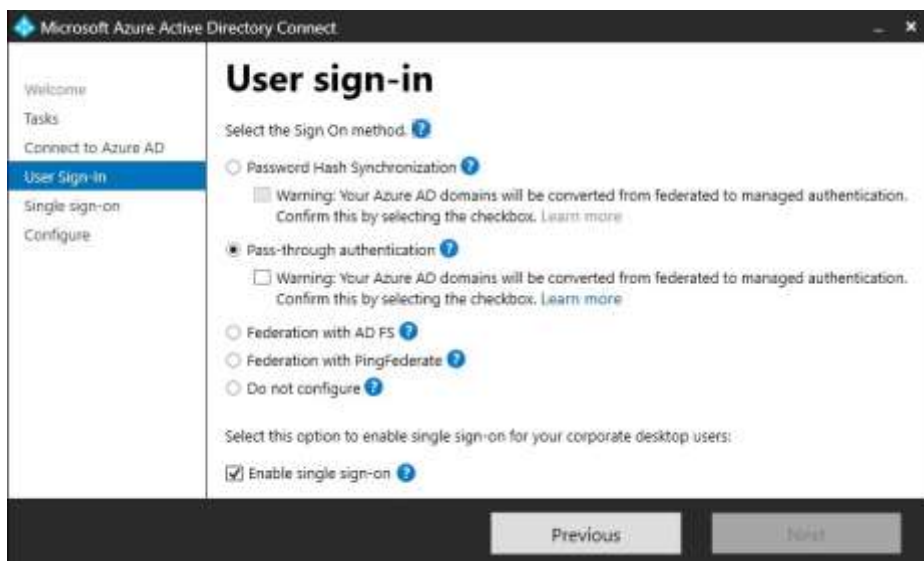 Microsoft Azure Active Directory Connect
Welcome
Tasks
Connect to Azure AD
User Sign-In
Single sign-on
Configure
User sign-in
Select the Sign On method. ?
Password Hash Synchronization ?
Warning: Your Azure AD domains will be converted from federated to managed authentication.
Confirm this by selecting the checkbox. Learn more
Pass-through authentication ?
Warning: Your Azure AD domains will be converted from federated to managed authentication.
Confirm this by selecting the checkbox. Learn more
Federation with AD FS ?
Federation with PingFederate ?
Do not configure ?
Select this option to enable single sign-on for your corporate desktop users:
Enable single sign-on ?
Previous
Next